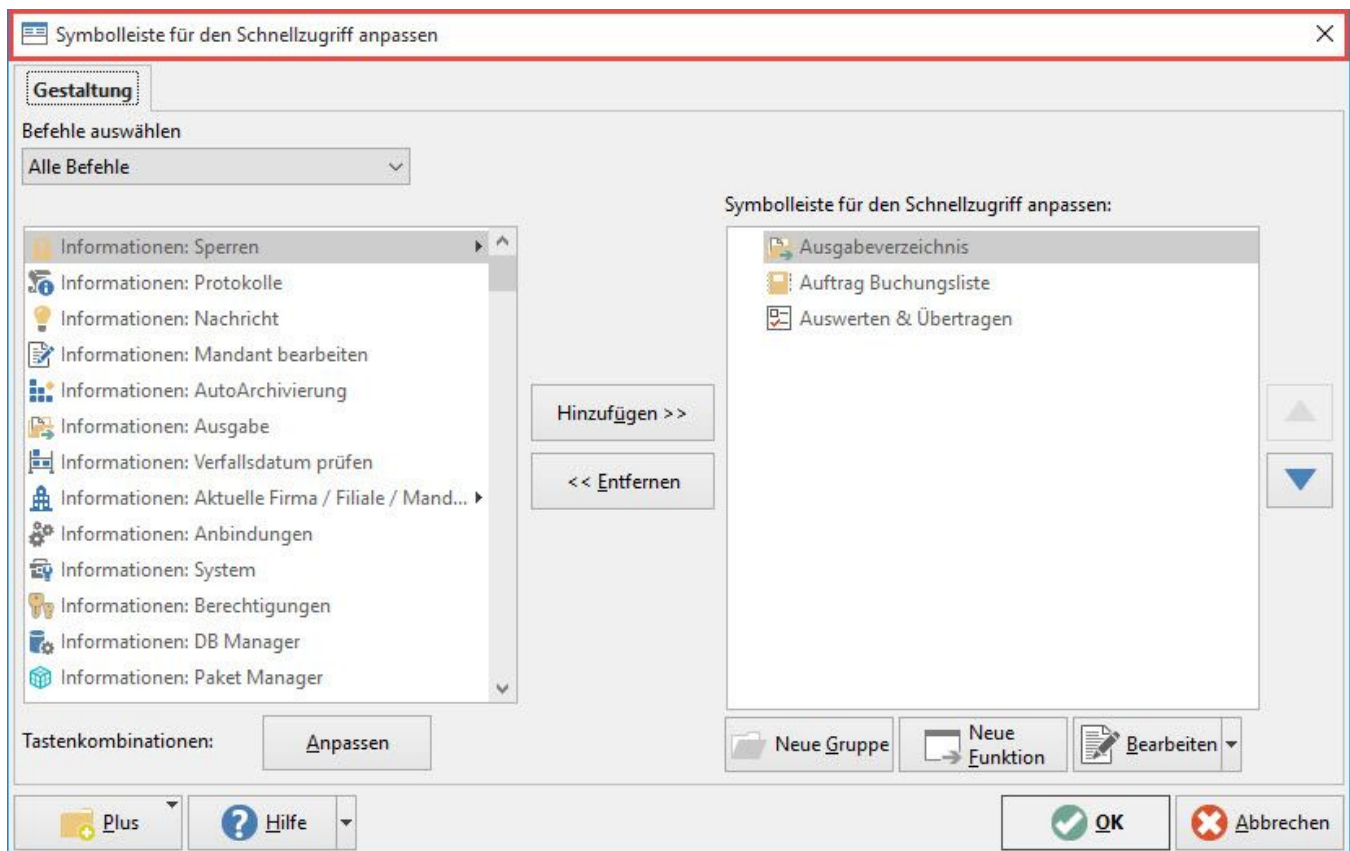 Symbolleiste für den Schnellzugriff anpassen
Gestaltung
Befehle auswählen
Alle Befehle
Informationen: Sperren
Informationen: Protokolle
Informationen: Nachricht
Informationen: Mandant bearbeiten
Informationen: AutoArchivierung
Informationen: Ausgabe
Informationen: Verfallsdatum prüfen
Informationen: Aktuelle Firma / Filiale / Mand...
Informationen: Anbindungen
Informationen: System
Informationen: Berechtigungen
Informationen: DB Manager
Informationen: Paket Manager
Hinzufügen >>
<< Entfernen
Symbolleiste für den Schnellzugriff anpassen:
Ausgabeverzeichnis
Auftrag Buchungsliste
Auswerten & Übertragen
Tastenkombinationen:
Anpassen
Neue Gruppe
Neue
Funktion
Bearbeiten
Plus
Hilfe
OK
Abbrechen